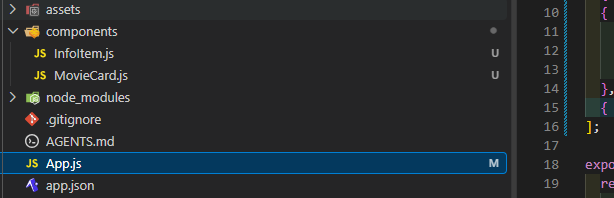 assets
components
JS InfoItem.js U
JS MovieCard.js U
node_modules
.gitignore
AGENTS.md
JS App.js M
app.json
10
11 {
12
13
14 },
15 {
16 ];
17
18 expo
19 re